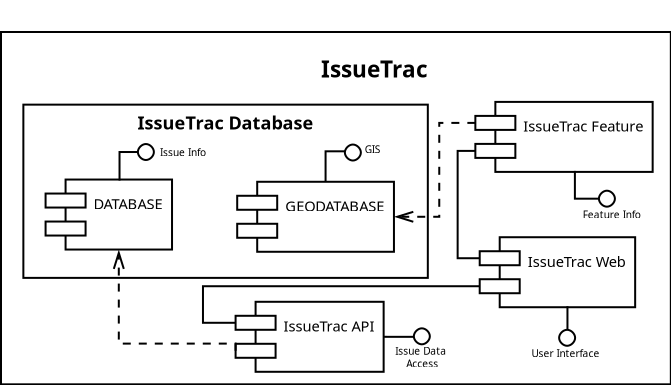 IssueTrac
IssueTrac Database
IssueTrac Feature
Issue Info
GIS
DATABASE
GEODATABASE
Feature Info
IssueTrac Web
IssueTrac API
Issue Data
Access
User Interface